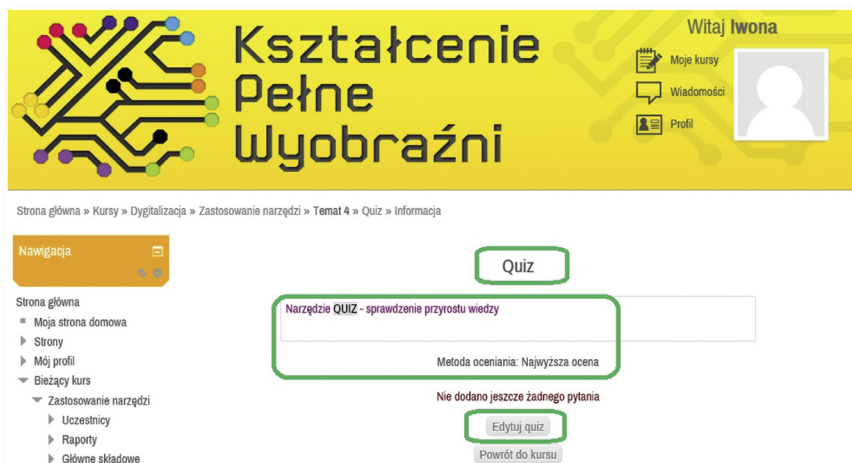 Kształcenie
Pełne
Wyobraźni
Witaj Iwona
Moje kursy
Wiadomości
Profil
Strona główna » Kursy » Dygitalizacja » Zastosowanie narzędzi » Temat 4 » Quiz » Informacja
Nawigacja
Strona główna
Moja strona domowa
Strony
Mój profil
Bieżący kurs
Zastosowanie narzędzi
Uczestnicy
Raporty
Główne składowe
Quiz
Narzędzie QUIZ - sprawdzenie przyrostu wiedzy
Metoda oceniania: Najwyższa ocena
Nie dodano jeszcze żadnego pytania
Edytuj quiz
Powrót do kursu